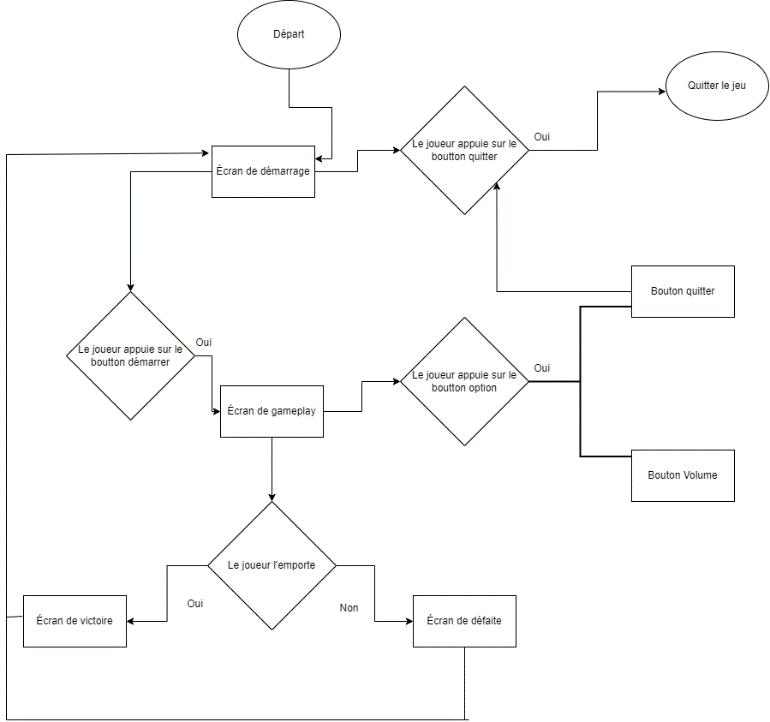 Départ
Quitter le jeu
Le joueur appuie sur le
boutton quitter
Oui
Écran de démarrage
Bouton quitter
Le joueur appuie sur le
boutton démarrer
Oui
Le joueur appuie sur le
boutton option
Oui
Écran de gameplay
Bouton Volume
Le joueur l'emporte
Oui
Non
Écran de victoire
Écran de défaite